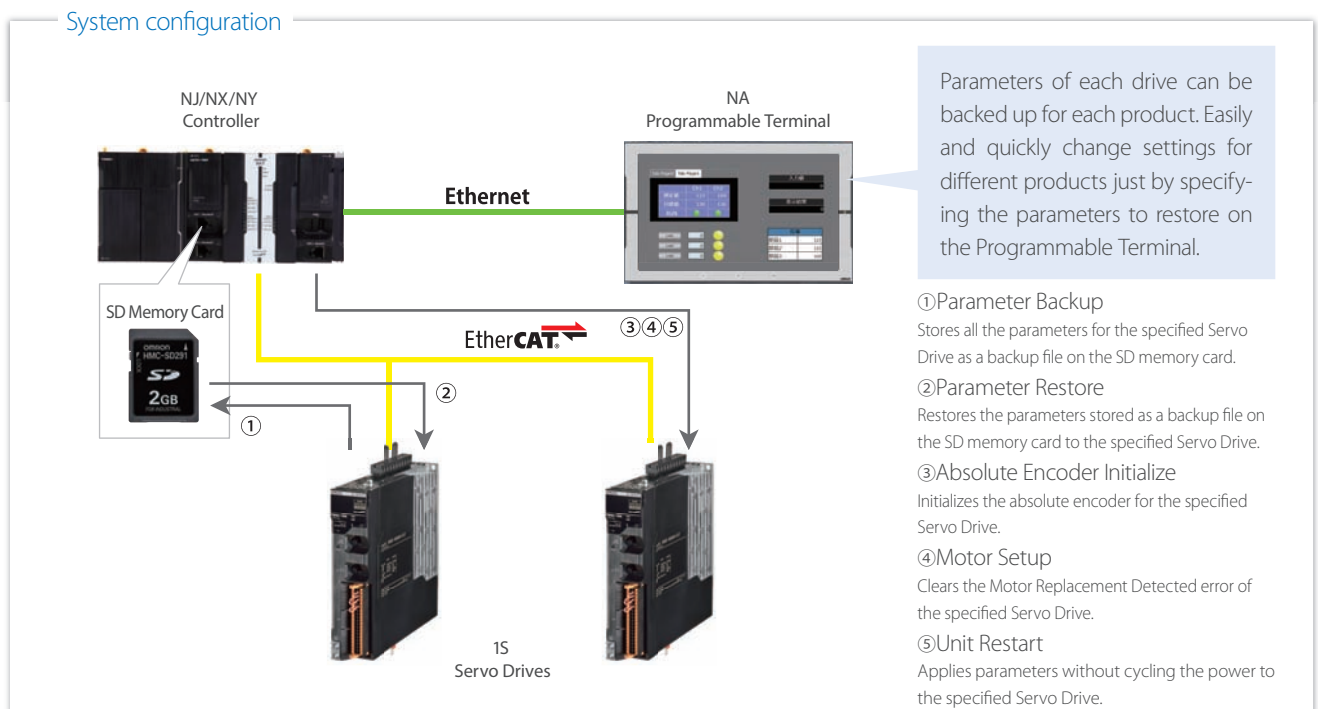 System configuration
NJ/NX/NY
Controller
NA
Programmable Terminal
Ethernet
SD Memory Card
omron
HMC-SD291
SD
2GB
FOR INDUSTRIAL
EtherCAT®
③④⑤
②
①
1S
Servo Drives
Parameters of each drive can be
backed up for each product. Easily
and quickly change settings for
different products just by specify-
ing the parameters to restore on
the Programmable Terminal.
①Parameter Backup
Stores all the parameters for the specified Servo
Drive as a backup file on the SD memory card.
②Parameter Restore
Restores the parameters stored as a backup file on
the SD memory card to the specified Servo Drive.
③Absolute Encoder Initialize
Initializes the absolute encoder for the specified
Servo Drive.
④Motor Setup
Clears the Motor Replacement Detected error of
the specified Servo Drive.
⑤Unit Restart
Applies parameters without cycling the power to
the specified Servo Drive.